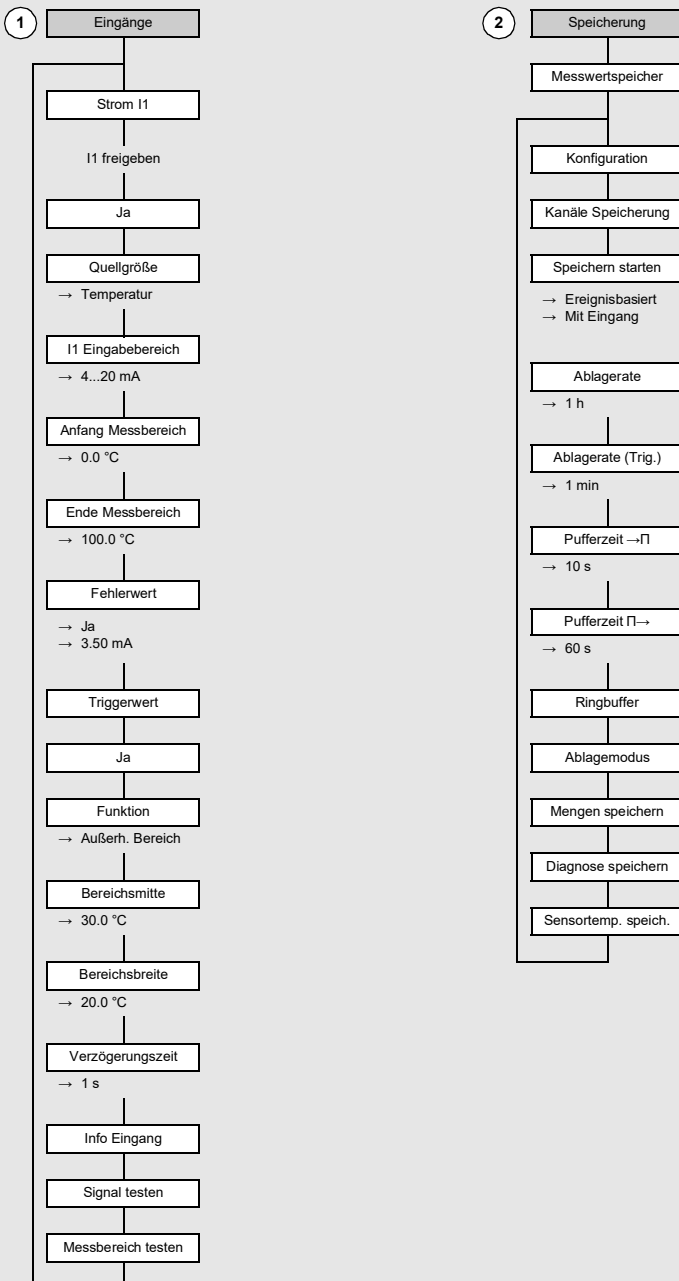 1
Eingänge
Strom I1
I1 freigeben
Ja
Quellgröße
→ Temperatur
I1 Eingabebereich
→ 4...20 mA
Anfang Messbereich
→ 0.0 °C
Ende Messbereich
→ 100.0 °C
Fehlerwert
→ Ja
→ 3.50 mA
Triggerwert
Ja
Funktion
→ Außerh. Bereich
Bereichsmitte
→ 30.0 °C
Bereichsbreite
→ 20.0 °C
Verzögerungszeit
→ 1 s
Info Eingang
Signal testen
Messbereich testen
2
Speicherung
Messwertspeicher
Konfiguration
Kanäle Speicherung
Speichern starten
→ Ereignisbasiert
→ Mit Eingang
Ablagerate
→ 1 h
Ablagerate (Trig.)
→ 1 min
Pufferzeit →Π
→ 10 s
Pufferzeit Π→
→ 60 s
Ringbuffer
Ablagemodus
Mengen speichern
Diagnose speichern
Sensortemp. speich.